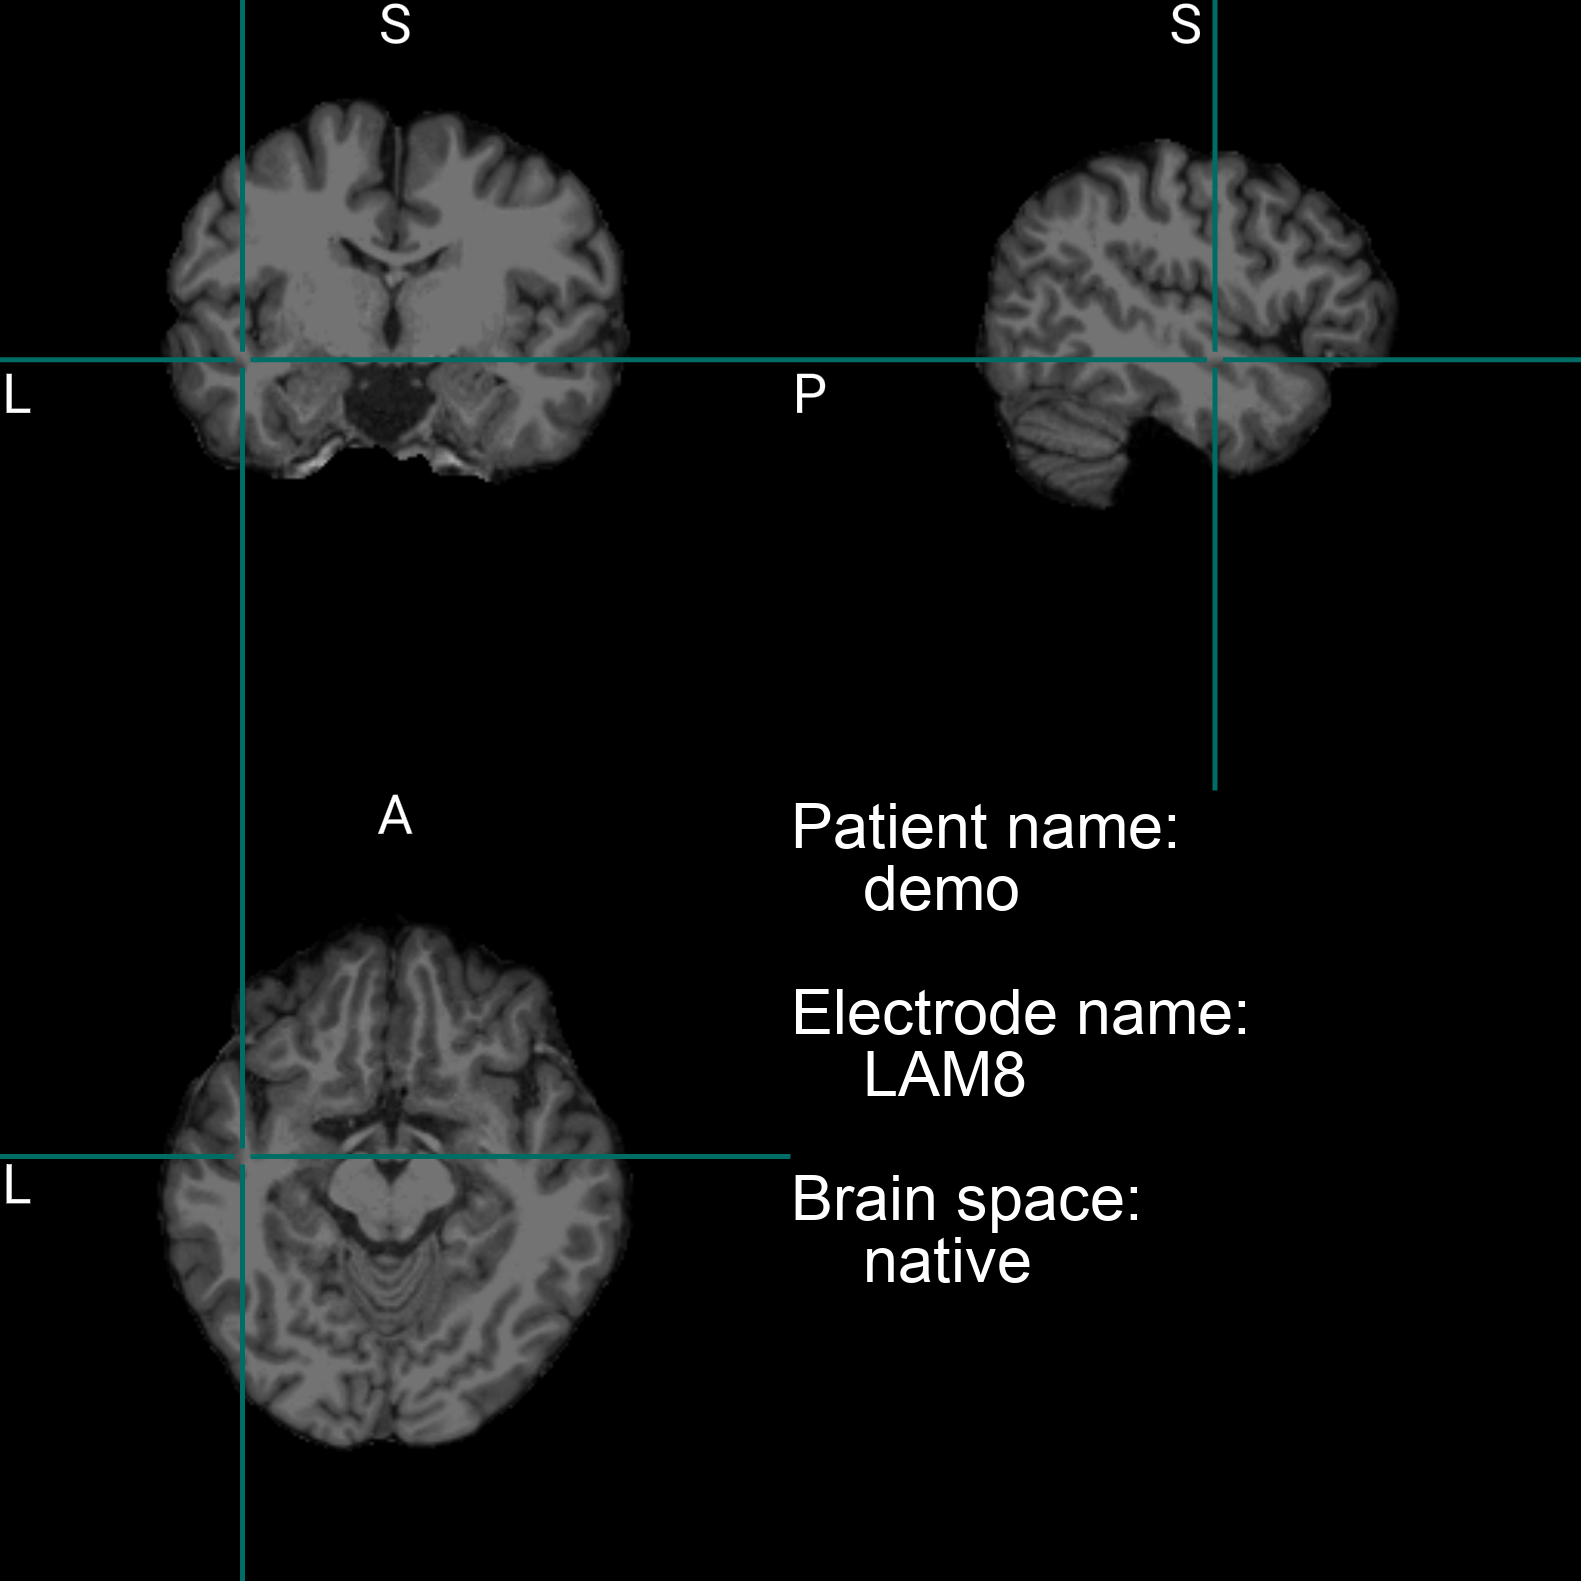 S
S
L
P
A
Patient name:
demo
Electrode name:
LAM8
L
Brain space:
native